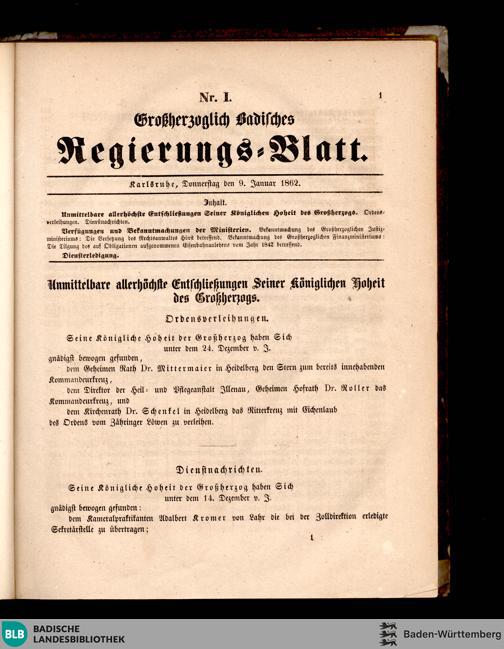 Nr. I.
1
Großherzoglich Badisches
Regierungs-Blatt.
Karlsruhe, Donnerstag den 9. Januar 1862.
Inhalt.
Unmittelbare allerhöchste Entschließungen Seiner Königlichen Hoheit des Großherzogs. Ordens-
verleihungen. Dienstnachrichten.
Verfügungen und Bekanntmachungen der Ministerien. Bekanntmachung des Großherzoglichen Justiz-
ministeriums: Die Versetzung des Rechtsanwaltes Hörst betreffend. Bekanntmachung des Großherzoglichen Finanzministeriums:
Die Tilgung des auf Obligationen aufgenommenen Eisenbahnanlehens vom Jahr 1842 betreffend.
Diensterledigung.
Unmittelbare allerhöchste Entschließungen Seiner Königlichen Hoheit
des Großherzogs.
Ordensverleihungen.
Seine Königliche Hoheit der Großherzog haben Sich
unter dem 24. Dezember v. J.
gnädigst bewogen gefunden,
dem Geheimen Rath Dr. Mittermaier in Heidelberg den Stern zum bereits innehabenden
Kommandeurkreuz,
dem Direktor der Heil- und Pflegeanstalt Illenau, Geheimen Hofrath Dr. Roller das
Kommandeurkreuz, und
dem Kirchenrath Dr. Schenkel in Heidelberg das Ritterkreuz mit Eichenlaub
des Ordens vom Zähringer Löwen zu verleihen.
Dienstnachrichten.
Seine Königliche Hoheit der Großherzog haben Sich
unter dem 14. Dezember v. J.
gnädigst bewogen gefunden:
dem Kameralpraktikanten Adalbert Kromer von Lahr die bei der Zolldirektion erledigte
Sekretärstelle zu übertragen;
1
BLB
BADISCHE
LANDESBIBLIOTHEK
Baden-Württemberg